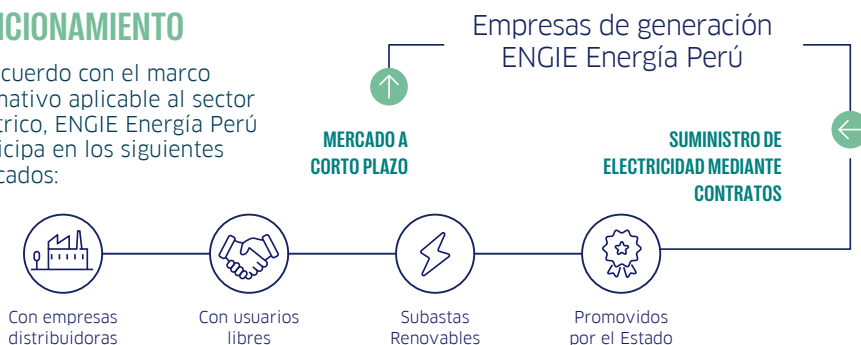 NCIONAMIENTO
cuerdo con el marco
mativo aplicable al sector
trico, ENGIE Energía Perú
icipa en los siguientes
cados:
Empresas de generación
ENGIE Energía Perú
MERCADO A
CORTO PLAZO
SUMINISTRO DE
ELECTRICIDAD MEDIANTE
CONTRATOS
Con empresas
distribuidoras
Con usuarios
libres
Subastas
Renovables
Promovidos
por el Estado